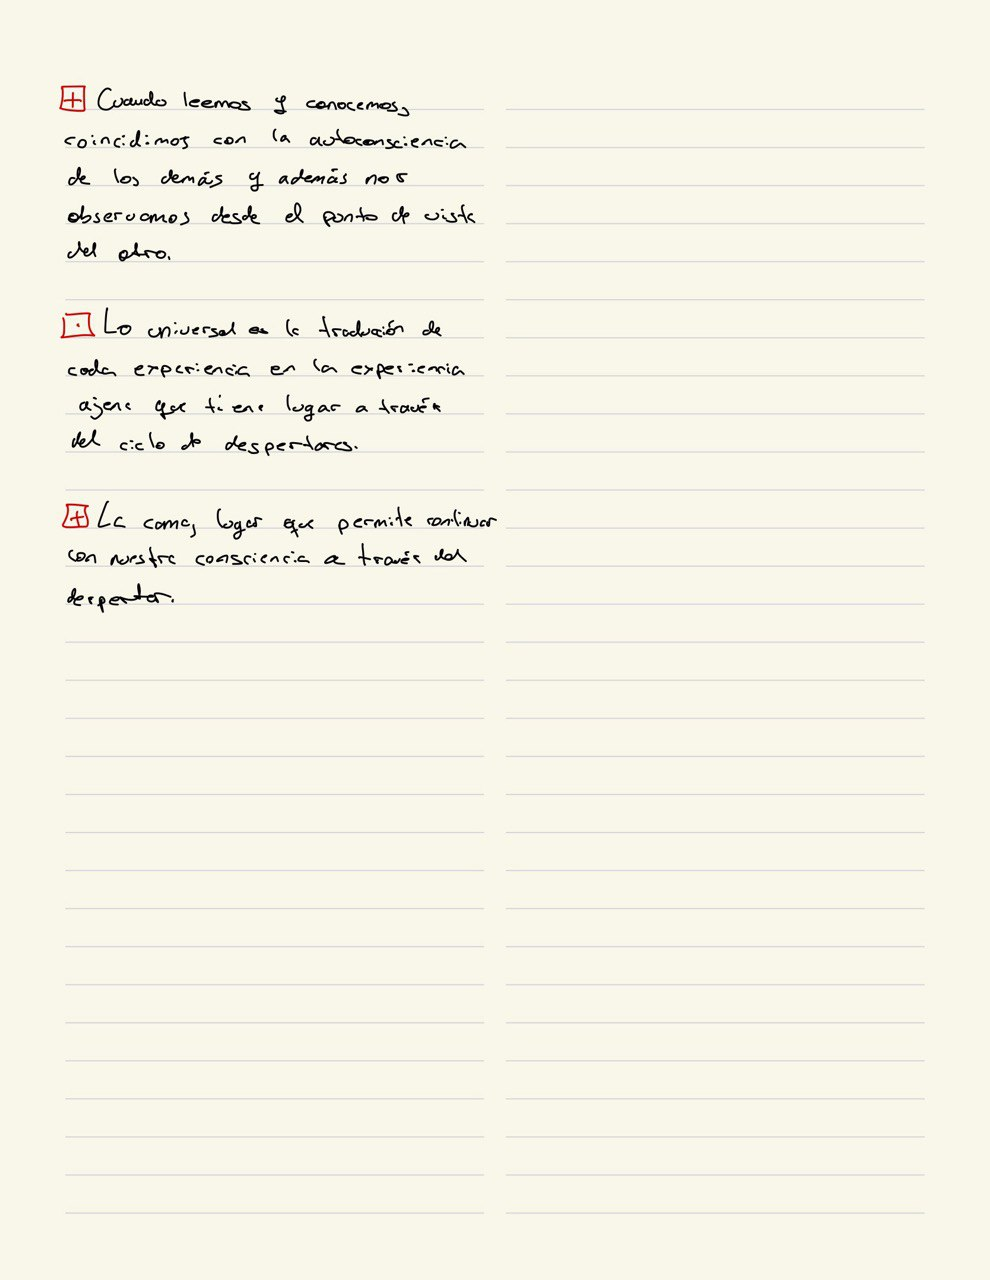 Cuando leemos y conocemos,
coincidimos con la autoconsciencia
de los demás y además nos
observamos desde el punto de vista
del otro.
Lo universal es la traducción de
cada experiencia en la experiencia
ajena que tiene lugar a través
del ciclo de despertares.
La cama, lugar que permite continuar
con nuestra consciencia a través del
despertar.